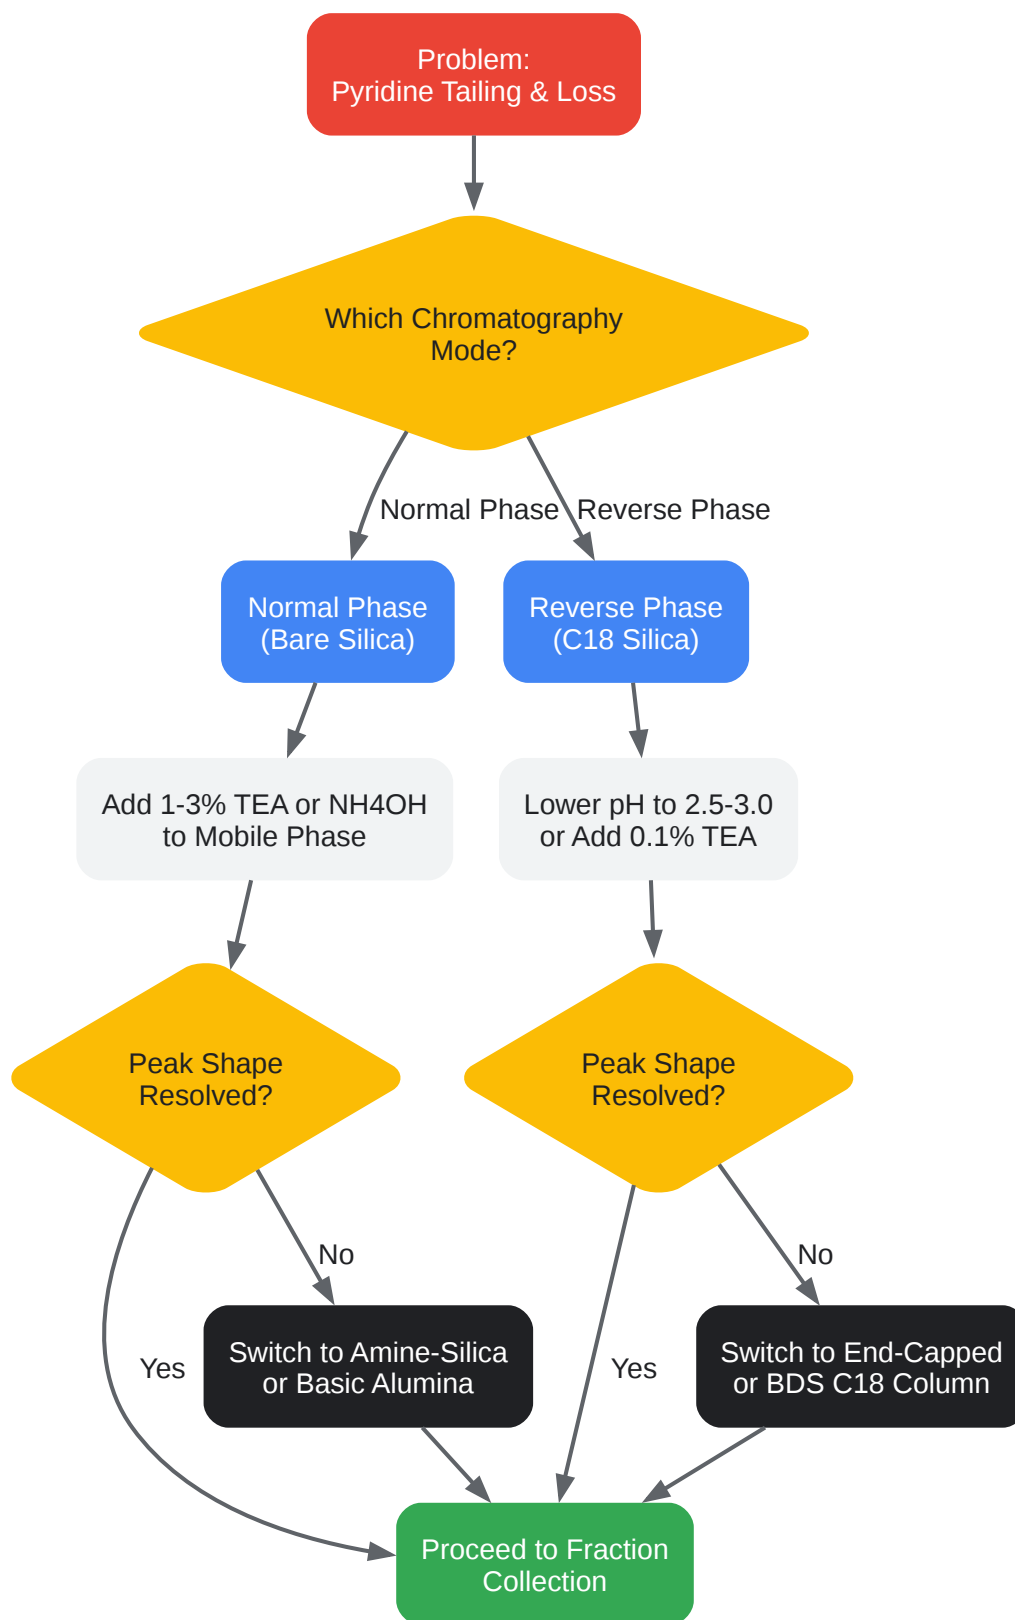 Problem:
Pyridine Tailing & Loss
Which Chromatography
Mode?
Normal Phase
Reverse Phase
Normal Phase
(Bare Silica)
Reverse Phase
(C18 Silica)
Add 1-3% TEA or NH4OH
to Mobile Phase
Lower pH to 2.5-3.0
or Add 0.1% TEA
Peak Shape
Resolved?
Peak Shape
Resolved?
No
No
Yes
Switch to Amine-Silica
or Basic Alumina
Yes
Switch to End-Capped
or BDS C18 Column
Proceed to Fraction
Collection